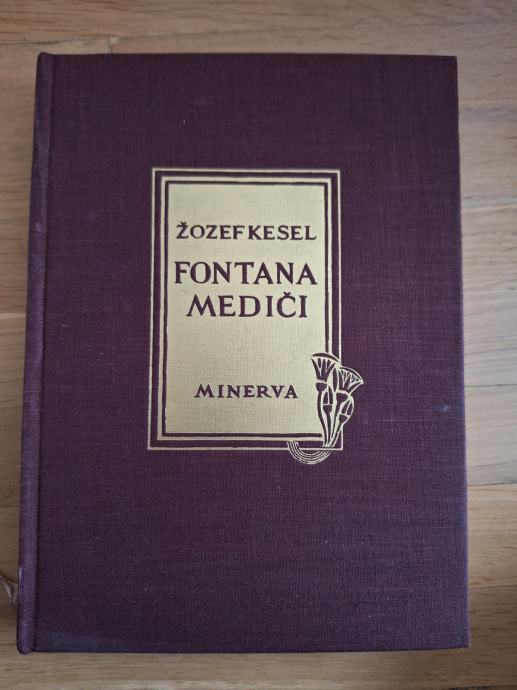 ŽOZEF KESEL
FONTANA
MEDIČI
MINERVA